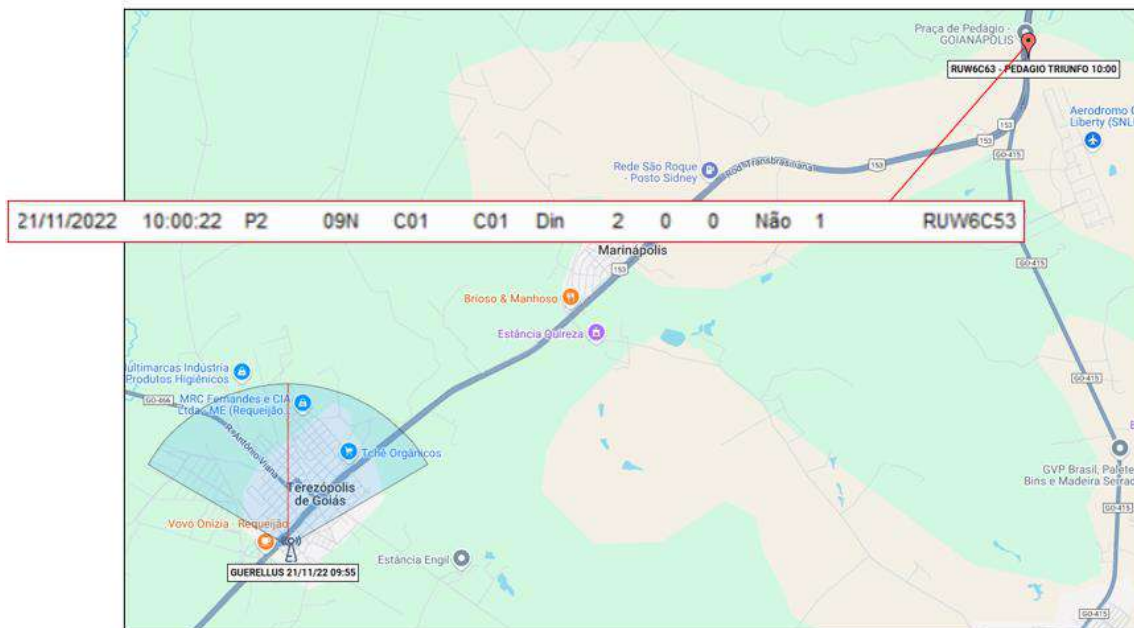 Praça de Pedágio -
GOIANÁPOLIS
RUW6C63 - PEDAGIO TRIUNFO 10:00
Aerodromo
Liberty (SNL
153
153
153
GO-415
Rod. Transbrasiliana
Rede São Roque
- Posto Sidney
21/11/2022 10:00:22 P2 09N C01 C01 Din 2 0 0 Não 1 RUW6C53
Marinápolis
153
GO-415
Brioso & Manhoso
Estância Quireza
ultimarcas Indústria
Produtos Higiênicos
GO-466
MRC Fernandes e CIA
Ltda - ME (Requeijão
R. Antônio Viana
GO-415
Tchê Orgânicos
GVP Brasil, Palete
Bins e Madeira Serrad
Terezópolis
de Goiás
GO-415
Vovó Onízia - Requeijão
Estância Engil
GUERELLUS 21/11/22 09:55